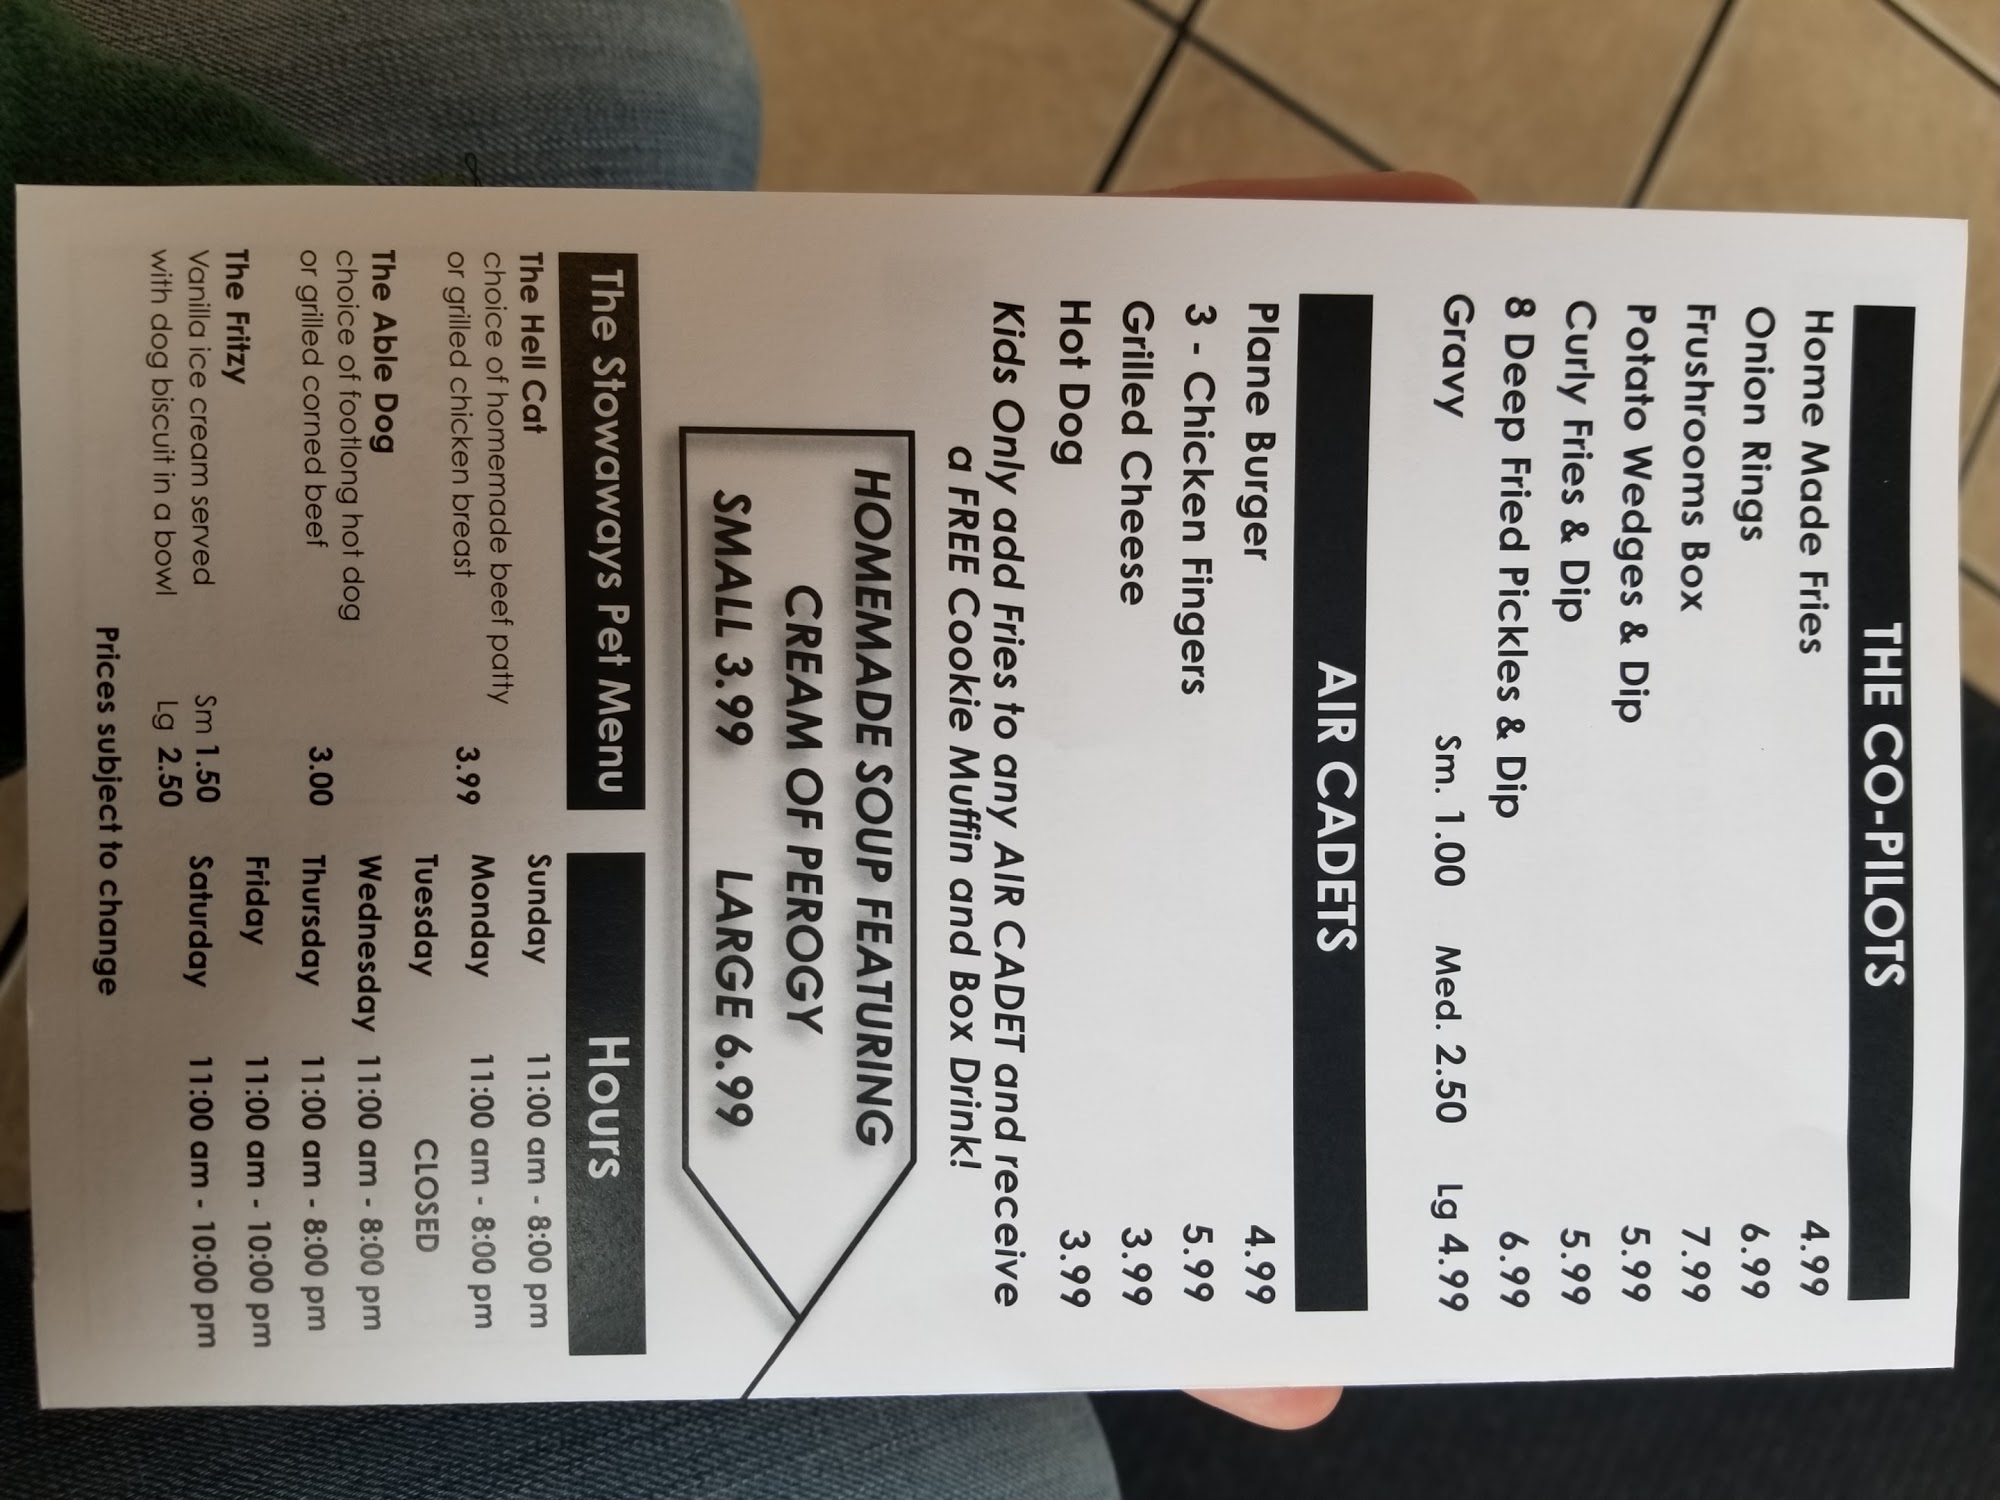 THE CO-PILOTS
Home Made Fries 4.99
Onion Rings 6.99
Frushrooms Box 7.99
Potato Wedges & Dip 5.99
Curly Fries & Dip 5.99
8 Deep Fried Pickles & Dip 6.99
Gravy Sm. 1.00 Med. 2.50 Lg 4.99
AIR CADETS
Plane Burger 4.99
3 - Chicken Fingers 5.99
Grilled Cheese 3.99
Hot Dog 3.99
Kids Only add Fries to any AIR CADET and receive
a FREE Cookie Muffin and Box Drink!
HOMEMADE SOUP FEATURING
CREAM OF PEROGY
SMALL 3.99 LARGE 6.99
The Stowaways Pet Menu
The Hell Cat
choice of homemade beef patty
or grilled chicken breast 3.99
The Able Dog
choice of footlong hot dog
or grilled corned beef 3.00
The Fritzy
Vanilla ice cream served Sm 1.50
with dog biscuit in a bowl Lg 2.50
Hours
Sunday 11:00 am - 8:00 pm
Monday 11:00 am - 8:00 pm
Tuesday CLOSED
Wednesday 11:00 am - 8:00 pm
Thursday 11:00 am - 8:00 pm
Friday 11:00 am - 10:00 pm
Saturday 11:00 am - 10:00 pm
Prices subject to change